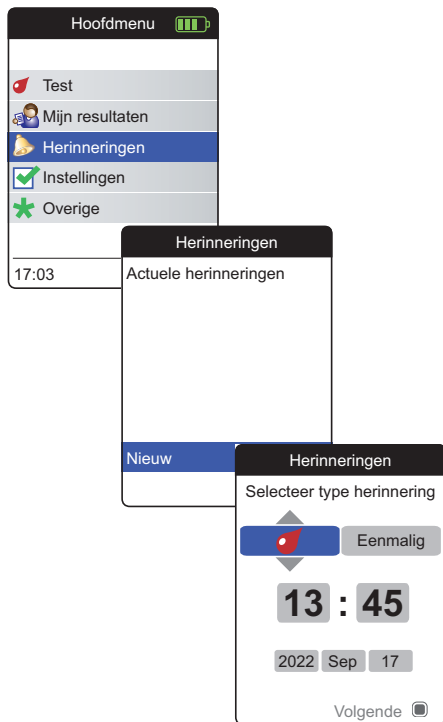 Hoofdmenu
Test
Mijn resultaten
Herinneringen
Instellingen
Overige
17:03
Herinneringen
Actuele herinneringen
Nieuw
Herinneringen
Selecteer type herinnering
Eenmalig
13 : 45
2022 Sep 17
Volgende